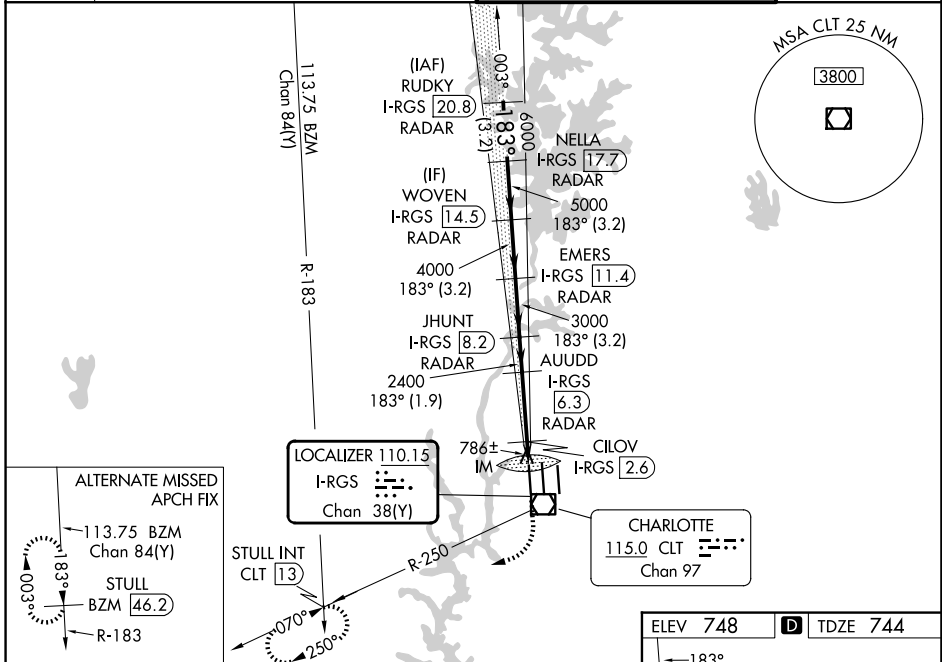 MSA CLT 25 NM
3800
113.75 BZM
Chan 84(Y)
R-183
(IAF)
RUDKY
I-RGS 20.8
RADAR
003°
183°
6000
(3.2)
NELLA
I-RGS 17.7
RADAR
5000
183° (3.2)
(IF)
WOVEN
I-RGS 14.5
RADAR
4000
183° (3.2)
EMERS
I-RGS 11.4
RADAR
3000
183° (3.2)
JHUNT
I-RGS 8.2
RADAR
2400
183° (1.9)
AUUDD
I-RGS
6.3
RADAR
786±
IM
CILOV
I-RGS 2.6
LOCALIZER 110.15
I-RGS
Chan 38(Y)
CHARLOTTE
115.0 CLT
Chan 97
R-250
STULL INT
CLT 13
070°
250°
ALTERNATE MISSED
APCH FIX
113.75 BZM
Chan 84(Y)
183°
003°
STULL
BZM 46.2
R-183
ELEV 748
D
TDZE 744
183°